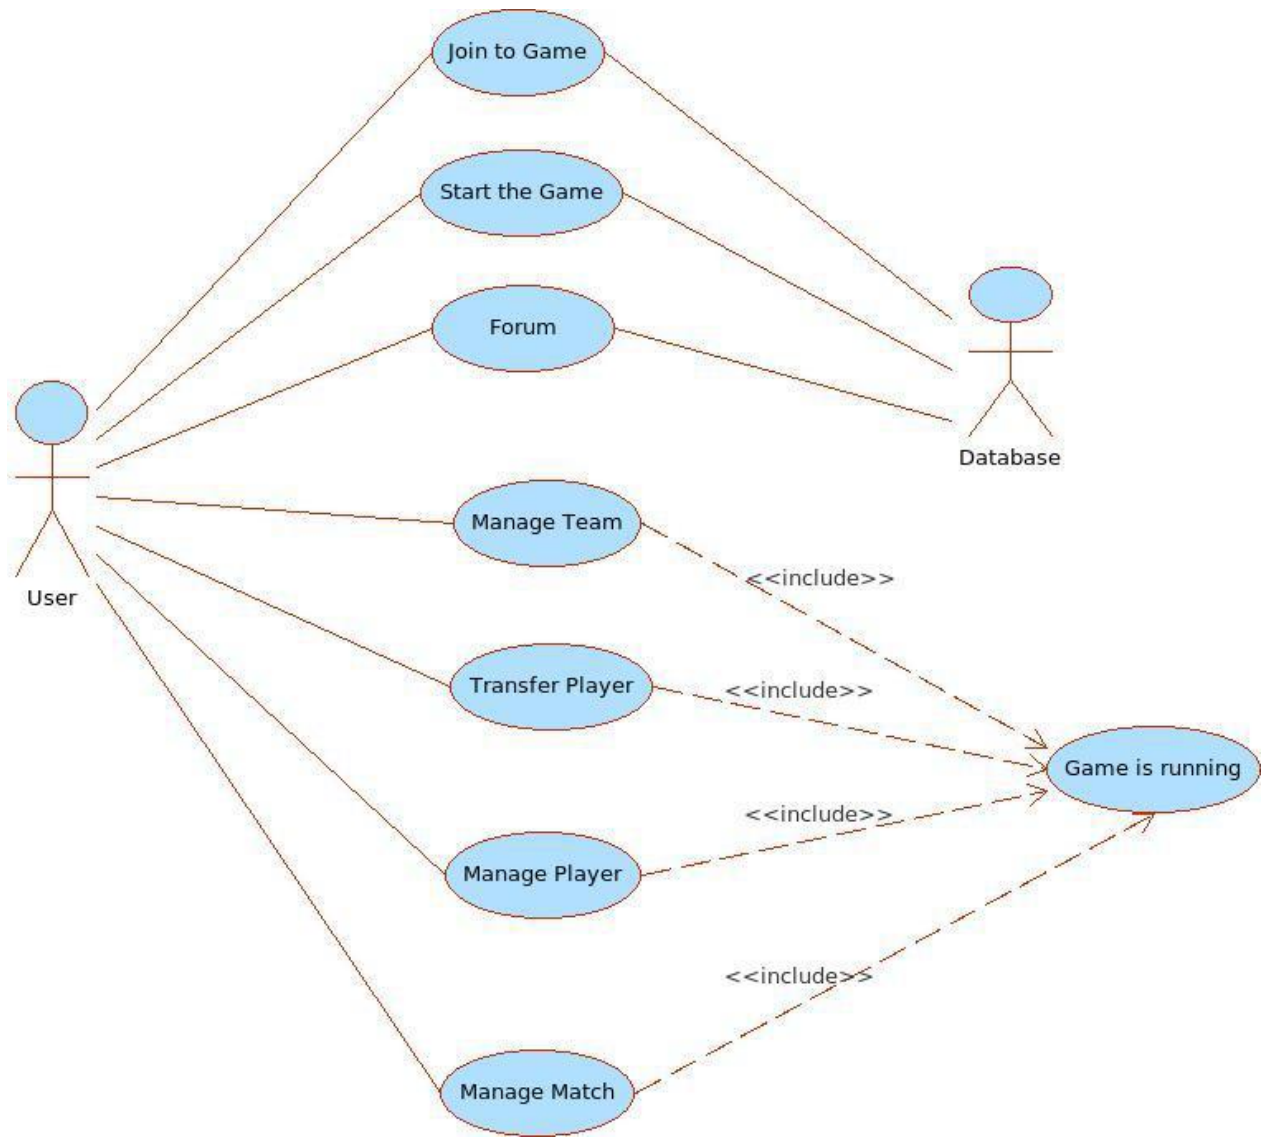 Join to Game
Start the Game
Forum
Database
Manage Team
<<include>>
User
Transfer Player
<<include>>
Game is running
<<include>>
Manage Player
<<include>>
Manage Match